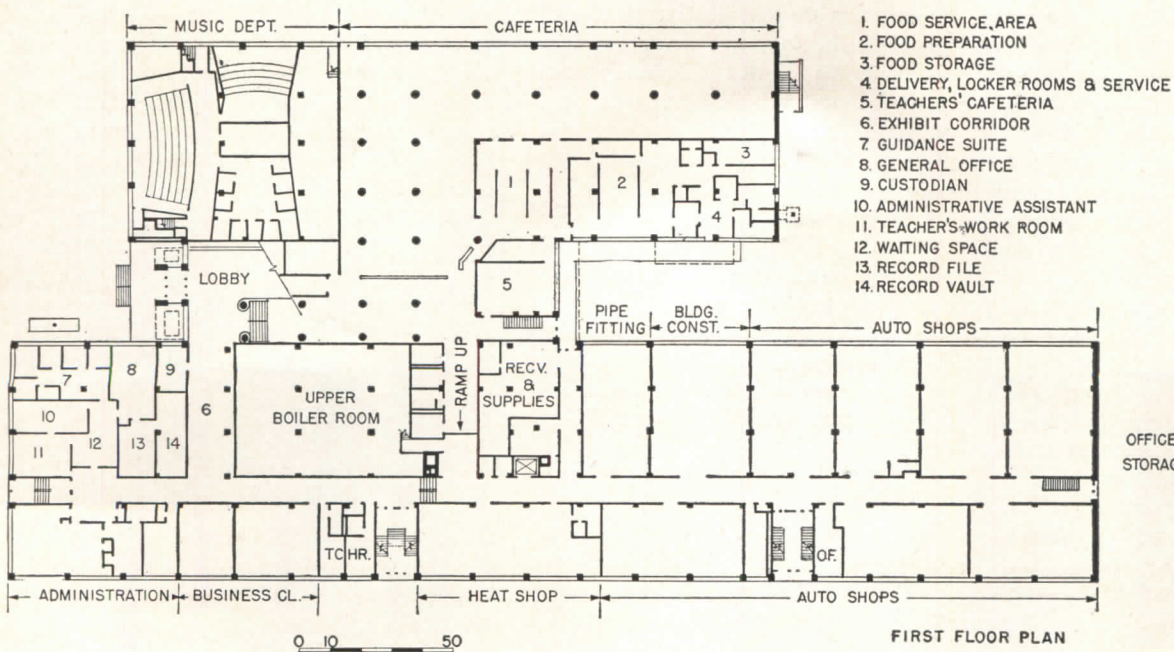 MUSIC DEPT.
CAFETERIA
1. FOOD SERVICE, AREA
2. FOOD PREPARATION
3. FOOD STORAGE
4. DELIVERY, LOCKER ROOMS & SERVICE
5. TEACHERS' CAFETERIA
6. EXHIBIT CORRIDOR
7. GUIDANCE SUITE
8. GENERAL OFFICE
9. CUSTODIAN
10. ADMINISTRATIVE ASSISTANT
11. TEACHER'S WORK ROOM
12. WAITING SPACE
13. RECORD FILE
14. RECORD VAULT
1
2
3
4
LOBBY
5
PIPE
FITTING
BLDG.
CONST.
AUTO SHOPS
7
8
9
10
11
12
13
14
6
UPPER
BOILER ROOM
RAMP UP
RECV.
&
SUPPLIES
OFFICE
STORAG
TCHR.
OF.
ADMINISTRATION
BUSINESS CL.
HEAT SHOP
AUTO SHOPS
0 10 50
FIRST FLOOR PLAN